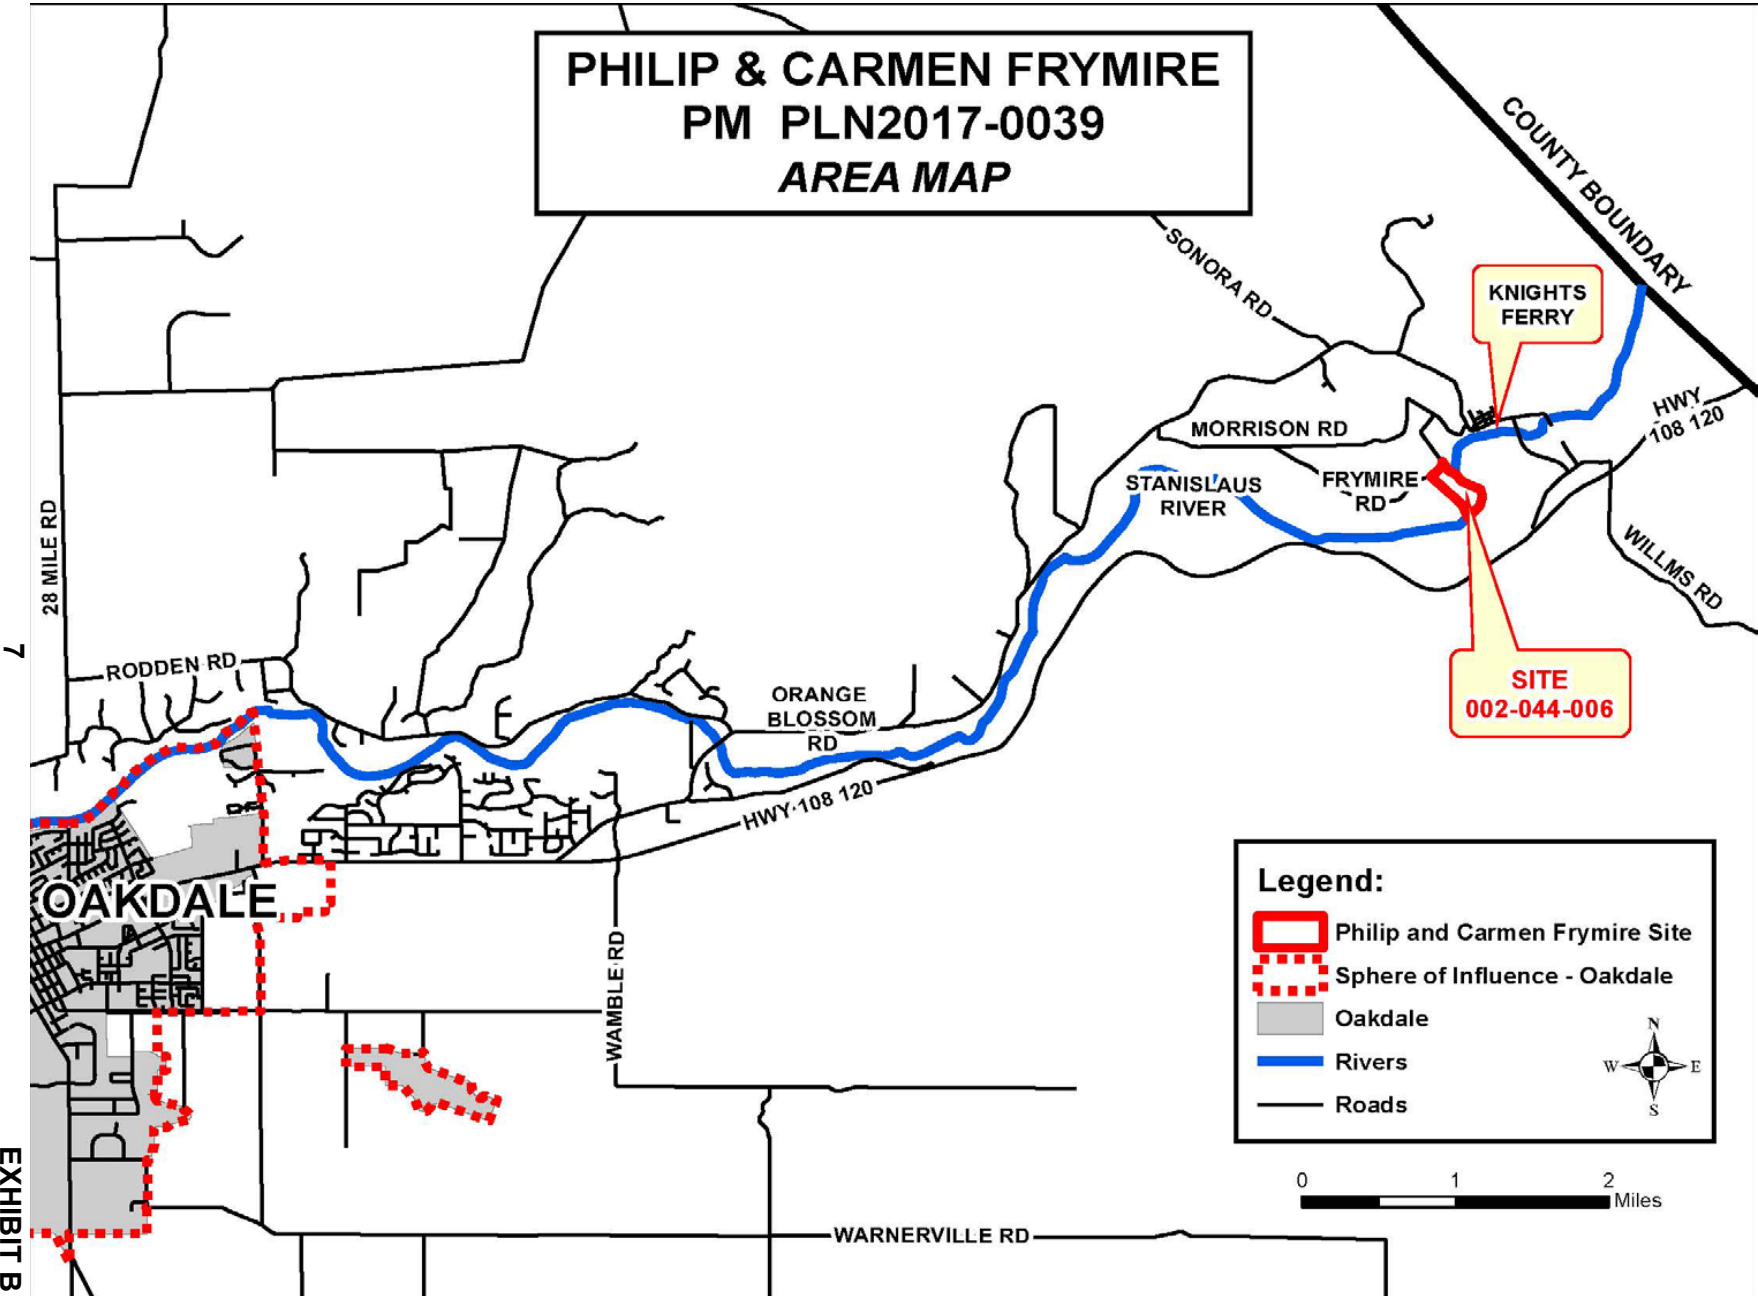 PHILIP & CARMEN FRYMIRE
PM PLN2017-0039
AREA MAP
COUNTY BOUNDARY
SONORA RD
KNIGHTS
FERRY
HWY
108 120
MORRISON RD
FRYMIRE
RD
STANISLAUS
RIVER
WILLMS RD
28 MILE RD
RODDEN RD
ORANGE
BLOSSOM
RD
SITE
002-044-006
HWY 108 120
OAKDALE
WAMBLE RD
WARNERVILLE RD
Legend:
Philip and Carmen Frymire Site
Sphere of Influence - Oakdale
Oakdale
Rivers
Roads
N
W
E
S
0 1 2
Miles
7
EXHIBIT B